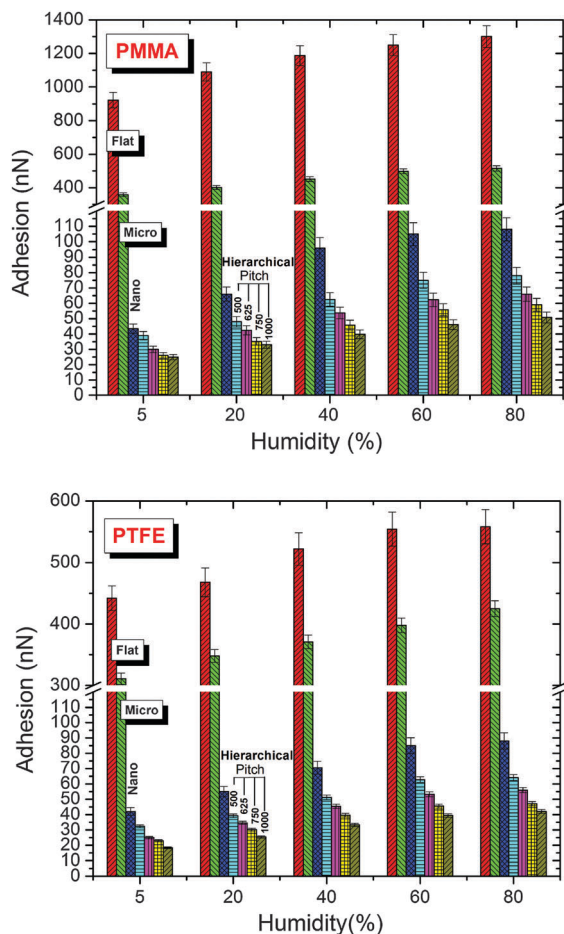 1400
PMMA
1200
1000
800
Flat
600
400
Adhesion (nN)
110
100
90
80
70
60
50
40
30
20
10
0
Micro
Nano
Hierarchical
Pitch
500
625
750
1000
5 20 40 60 80
Humidity (%)
600
PTFE
500
400
Flat
300
Adhesion (nN)
110
100
90
80
70
60
50
40
30
20
10
0
Micro
Nano
Hierarchical
Pitch
500
625
750
1000
5 20 40 60 80
Humidity(%)